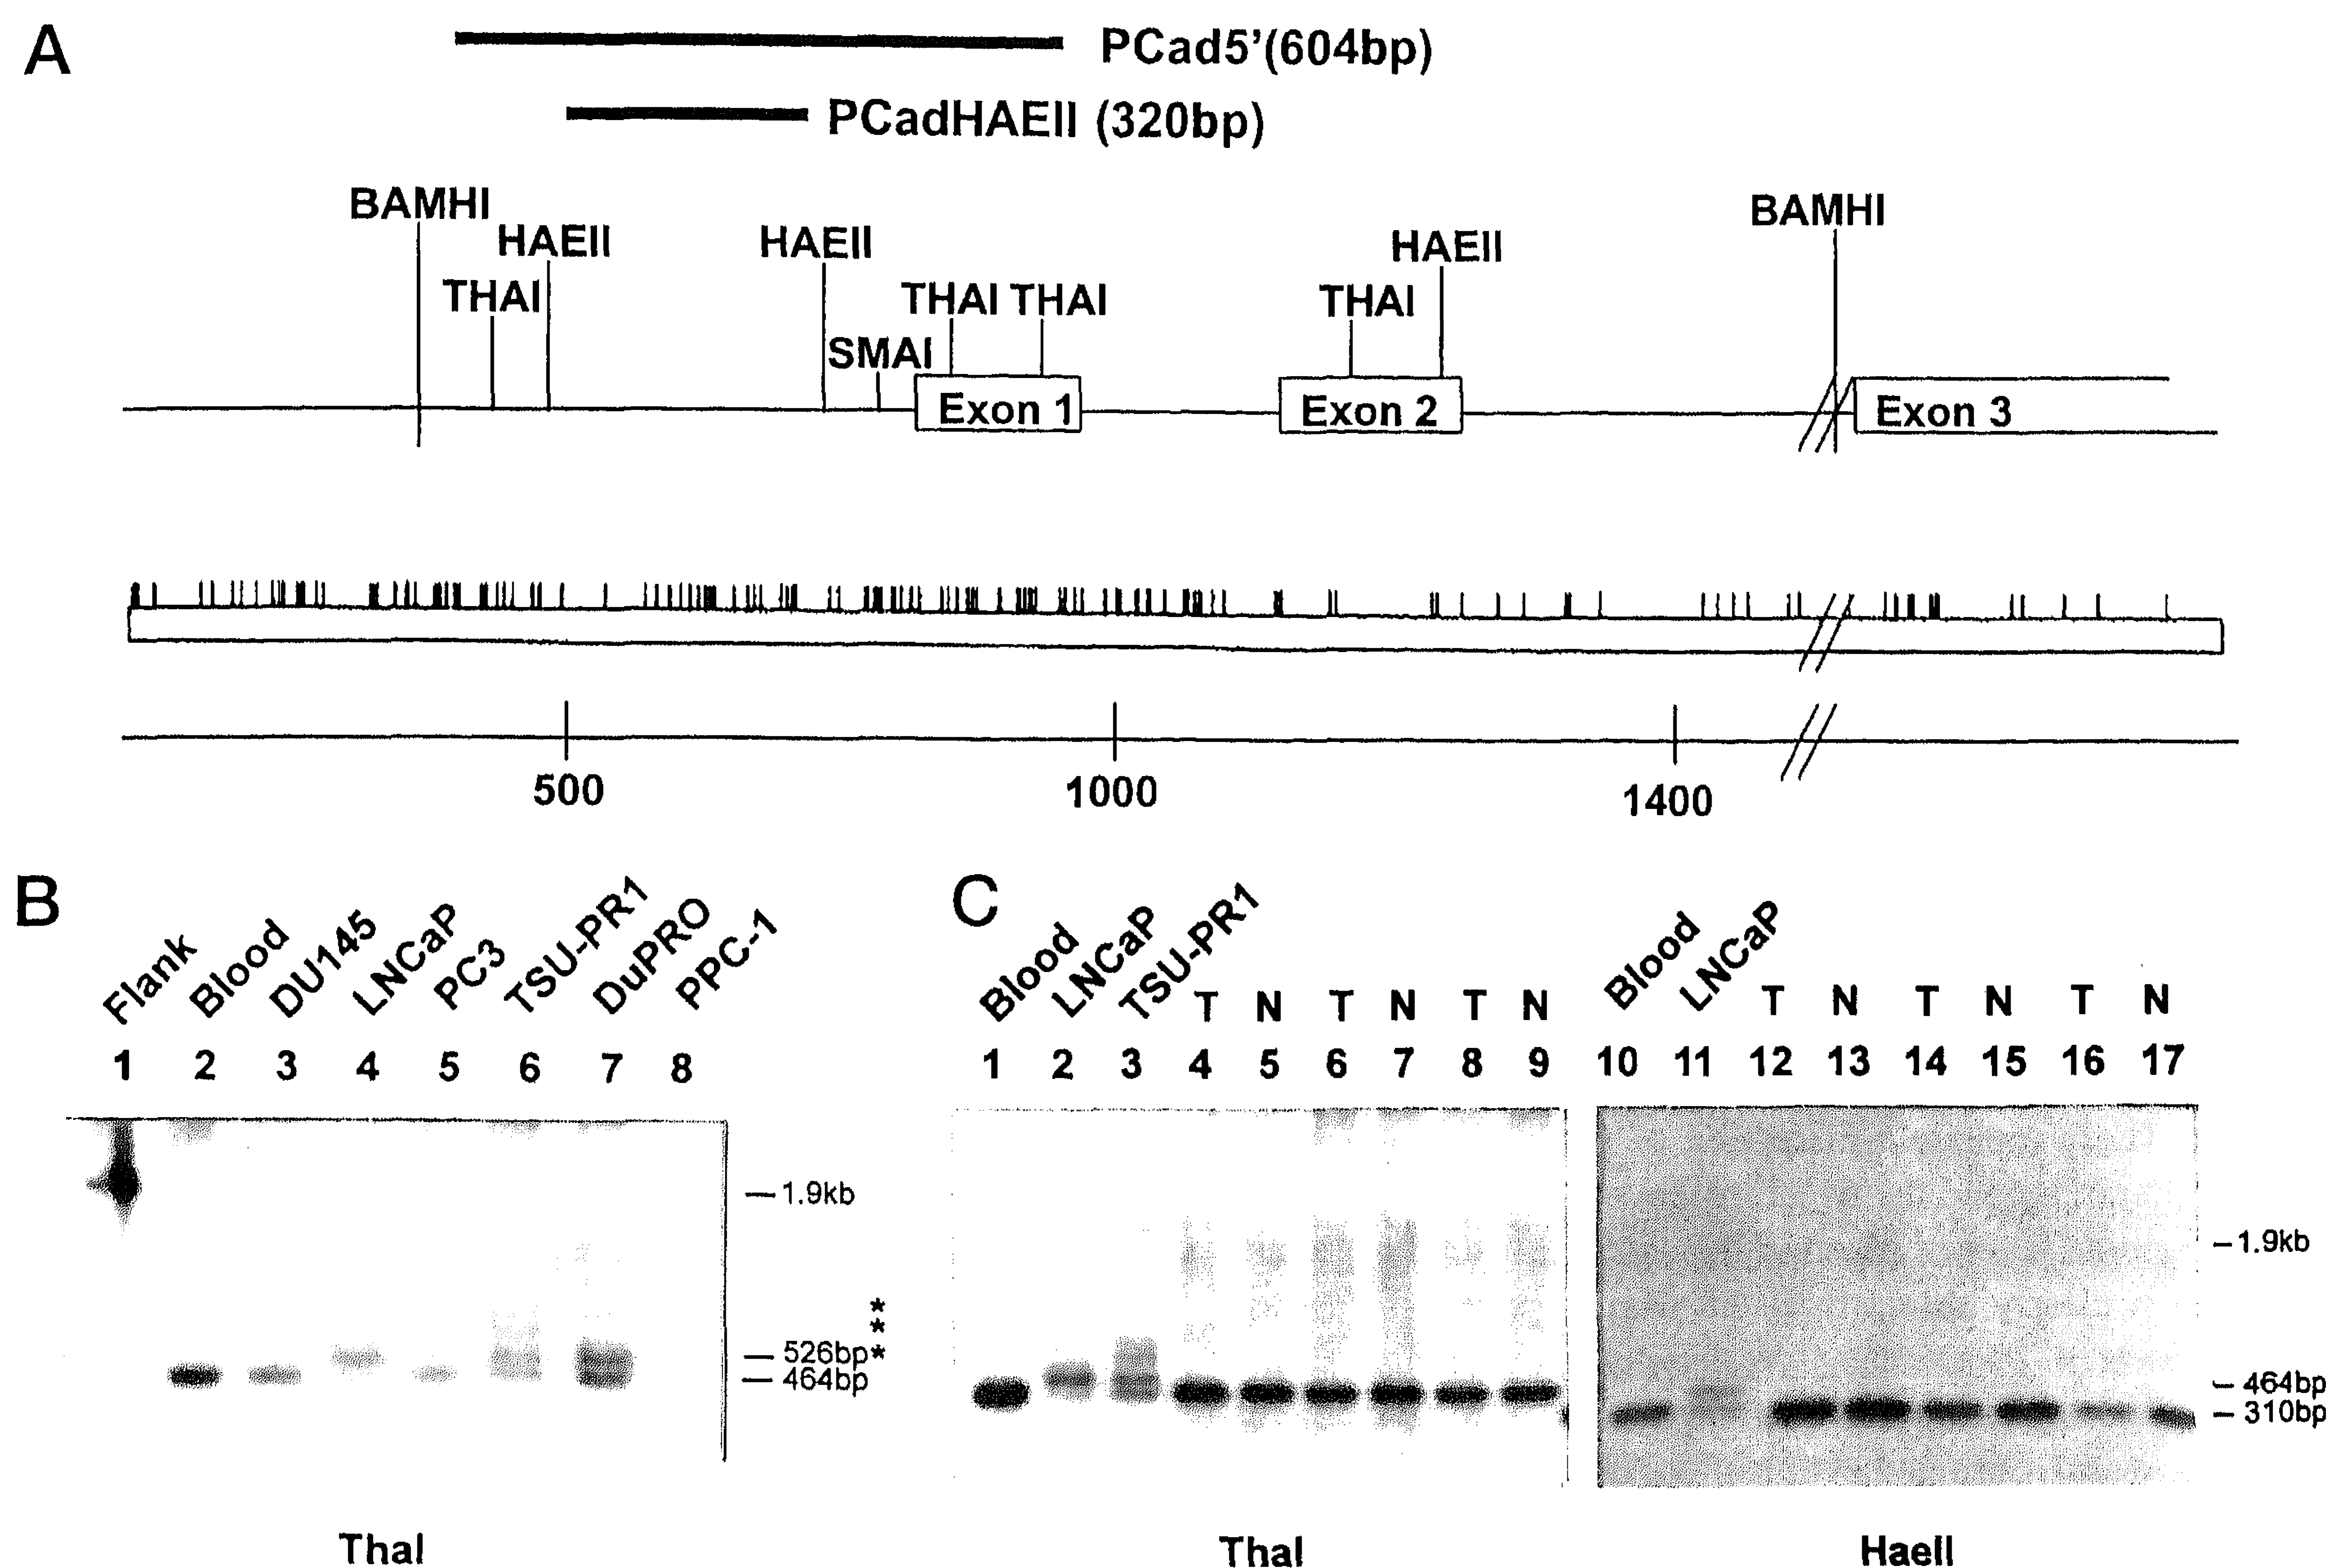 A
PCad5'(604bp)
PCadHAEII (320bp)
BAMHI
BAMHI
HAEII
HAEII
HAEII
THAI
THAI THAI
THAI
SMAI
Exon 1
Exon 2
Exon 3
500
1000
1400
B
Flank Blood DU145 LNCaP PC3 TSU-PR1 DuPRO PPC-1
1 2 3 4 5 6 7 8
1.9kb
*
*
526bp*
464bp
ThaI
C
Blood LNCaP TSU-PR1 T N T N T N
1 2 3 4 5 6 7 8 9
ThaI
Blood LNCaP T N T N T N
10 11 12 13 14 15 16 17
1.9kb
464bp
310bp
HaeII